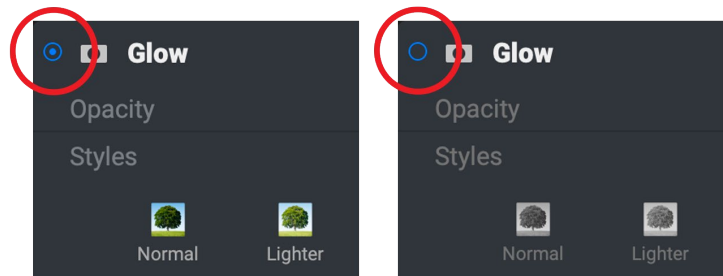 Glow
Opacity
Styles
Normal Lighter
Glow
Opacity
Styles
Normal Lighter